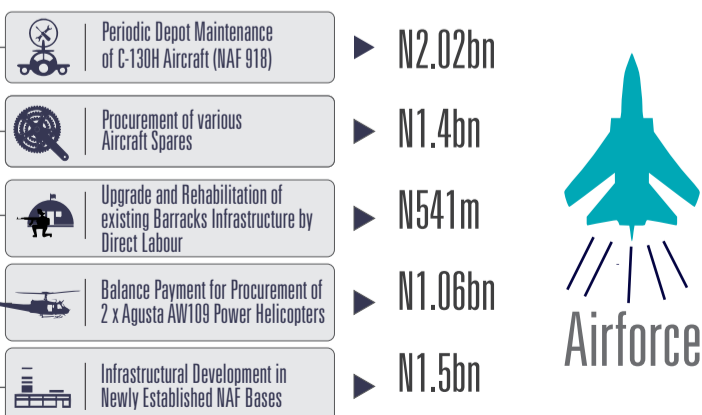 Periodic Depot Maintenance
of C-130H Aircraft (NAF 918)
N2.02bn
Procurement of various
Aircraft Spares
N1.4bn
Upgrade and Rehabilitation of
existing Barracks Infrastructure by
Direct Labour
N541m
Balance Payment for Procurement of
2 x Agusta AW109 Power Helicopters
N1.06bn
Infrastructural Development in
Newly Established NAF Bases
N1.5bn
Airforce